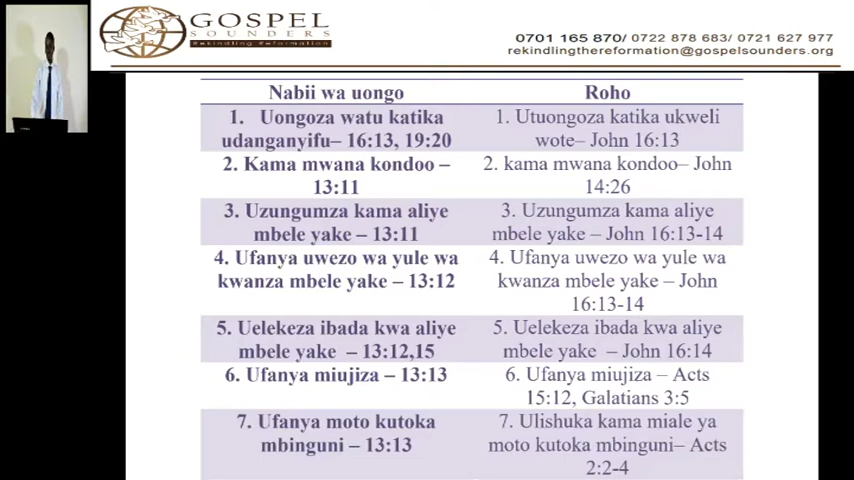 GOSPEL
SOUNDERS
Rekindling Reformation
0701 165 870/ 0722 878 683/ 0721 627 977
rekindlingthereformation@gospelsounders.org
Nabii wa uongo
Roho
1. Uongoza watu katika
udanganyifu– 16:13, 19:20
1. Utuongoza katika ukweli
wote– John 16:13
2. Kama mwana kondoo –
13:11
2. kama mwana kondoo– John
14:26
3. Uzungumza kama aliye
mbele yake – 13:11
3. Uzungumza kama aliye
mbele yake – John 16:13-14
4. Ufanya uwezo wa yule wa
kwanza mbele yake – 13:12
4. Ufanya uwezo wa yule wa
kwanza mbele yake – John
16:13-14
5. Uelekeza ibada kwa aliye
mbele yake – 13:12,15
5. Uelekeza ibada kwa aliye
mbele yake – John 16:14
6. Ufanya miujiza – 13:13
6. Ufanya miujiza – Acts
15:12, Galatians 3:5
7. Ufanya moto kutoka
mbinguni – 13:13
7. Ulishuka kama miale ya
moto kutoka mbinguni– Acts
2:2-4